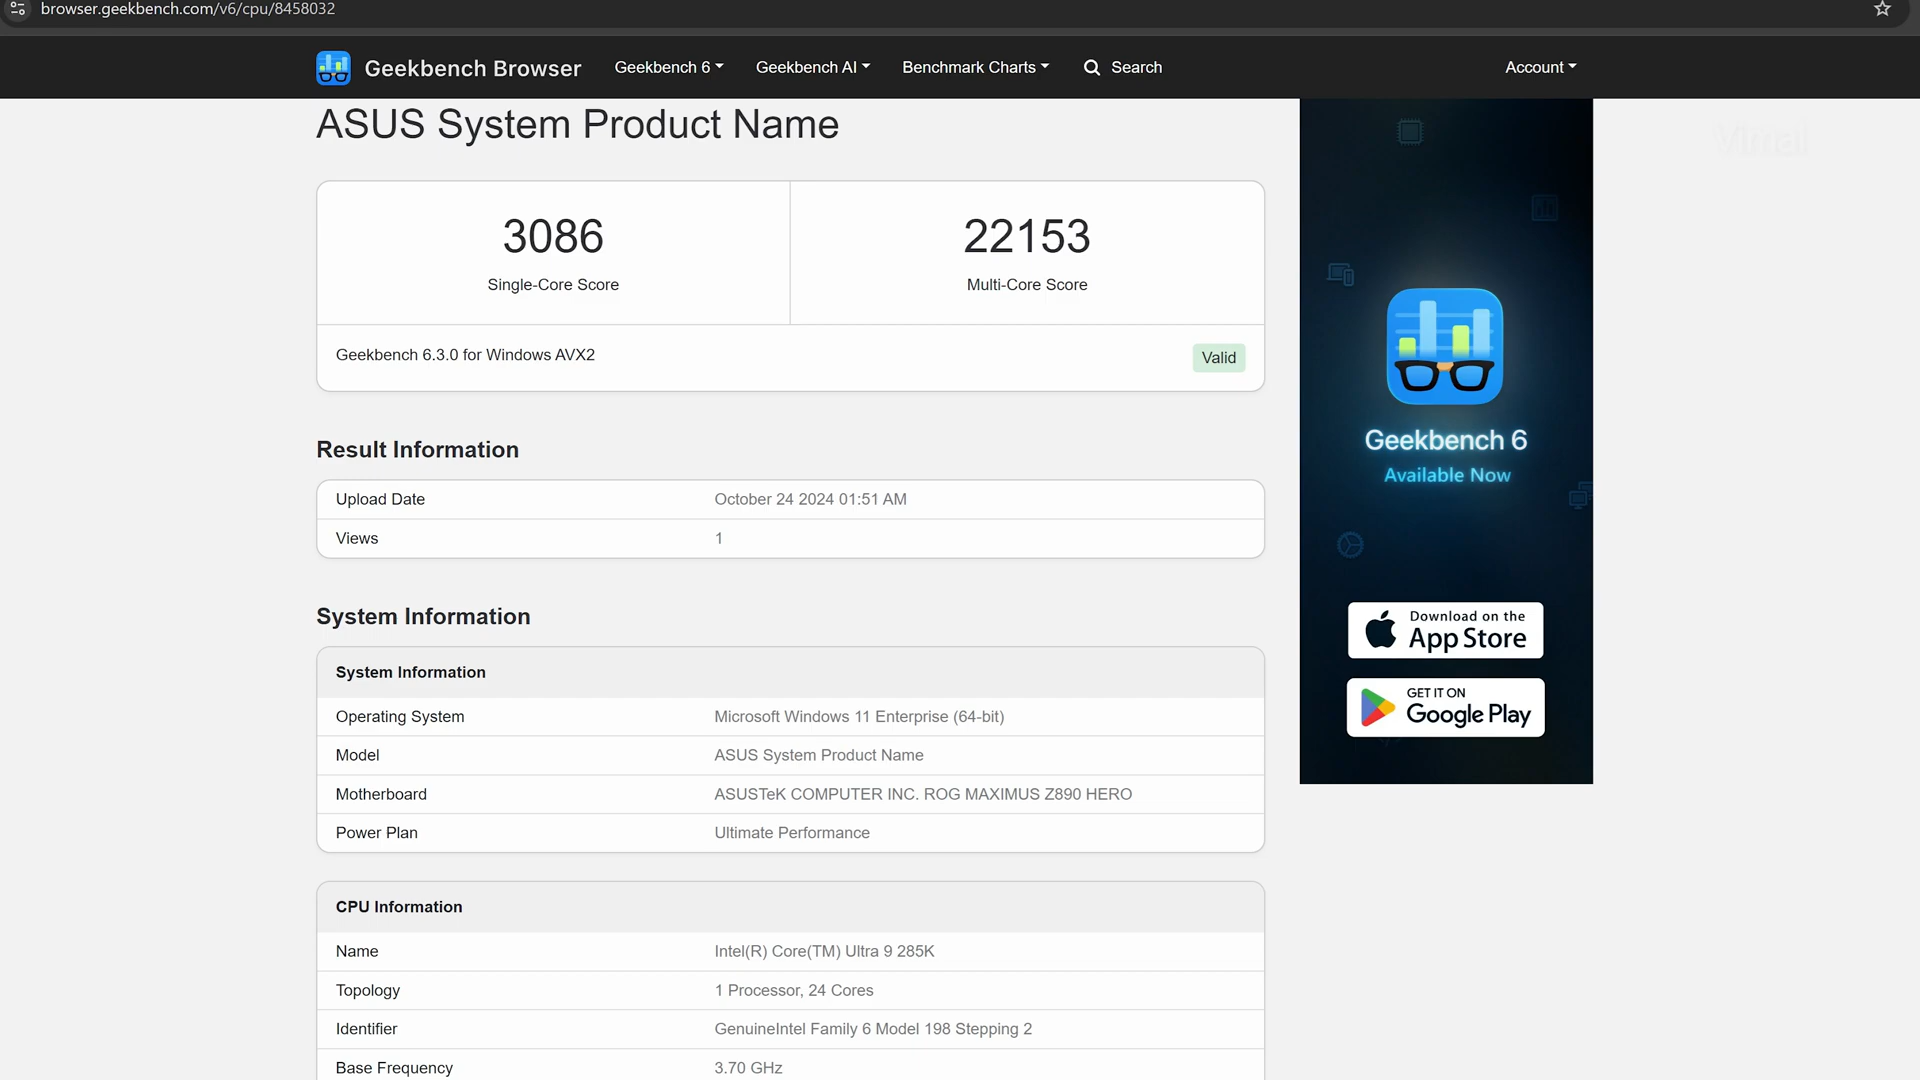 browser.geekbench.com/v6/cpu/8458032
Geekbench Browser Geekbench 6 Geekbench AI Benchmark Charts Search Account
ASUS System Product Name
3086
Single-Core Score
22153
Multi-Core Score
Geekbench 6.3.0 for Windows AVX2 Valid
Result Information
Upload Date October 24 2024 01:51 AM
Views 1
System Information
System Information
Operating System Microsoft Windows 11 Enterprise (64-bit)
Model ASUS System Product Name
Motherboard ASUSTeK COMPUTER INC. ROG MAXIMUS Z890 HERO
Power Plan Ultimate Performance
CPU Information
Name Intel(R) Core(TM) Ultra 9 285K
Topology 1 Processor, 24 Cores
Identifier GenuineIntel Family 6 Model 198 Stepping 2
Base Frequency 3.70 GHz
Vimal
Geekbench 6
Available Now
Download on the
App Store
GET IT ON
Google Play